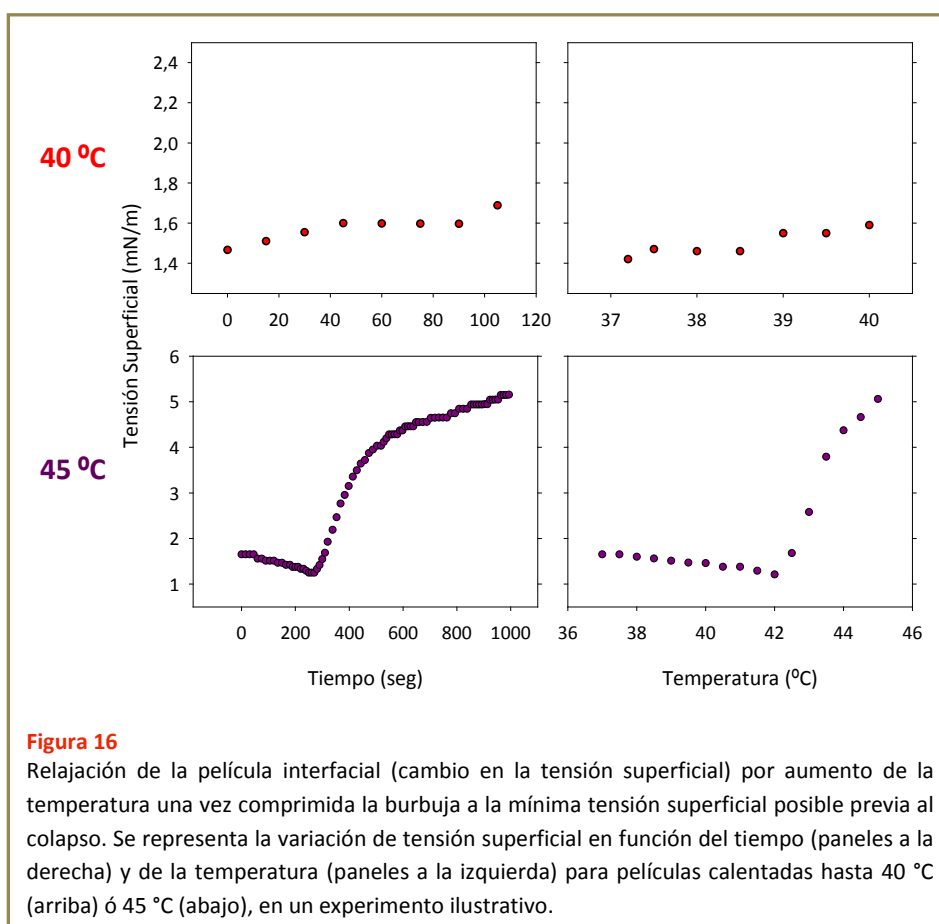 40 ºC
Tensión Superficial (mN/m)
2,4
2,2
2,0
1,8
1,6
1,4
0 20 40 60 80 100 120
37 38 39 40
45 ºC
6
5
4
3
2
1
0 200 400 600 800 1000
36 38 40 42 44 46
Tiempo (seg)
Temperatura (ºC)
Figura 16
Relajación de la película interfacial (cambio en la tensión superficial) por aumento de la
temperatura una vez comprimida la burbuja a la mínima tensión superficial posible previa al
colapso. Se representa la variación de tensión superficial en función del tiempo (paneles a la
derecha) y de la temperatura (paneles a la izquierda) para películas calentadas hasta 40 °C
(arriba) ó 45 °C (abajo), en un experimento ilustrativo.